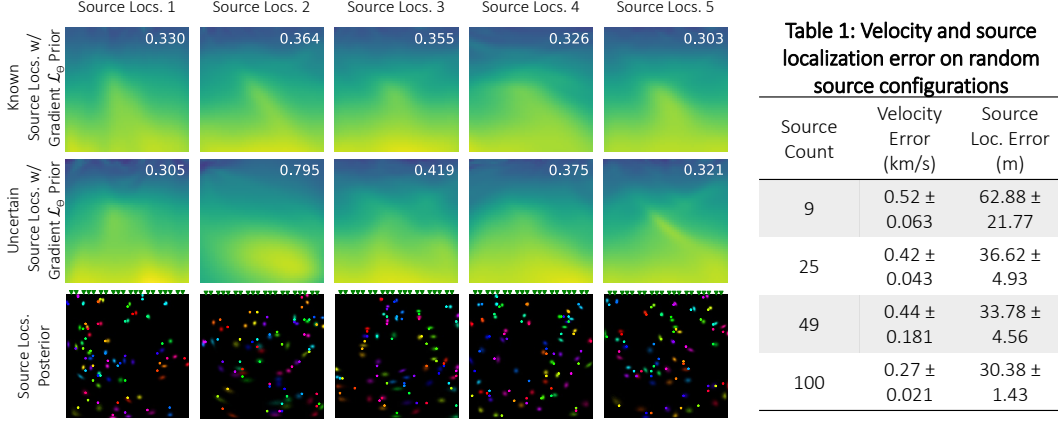 Source Locs. 1 Source Locs. 2 Source Locs. 3 Source Locs. 4 Source Locs. 5
Known
Source Locs. w/
Gradient ℒθ Prior
0.330 0.364 0.355 0.326 0.303
Uncertain
Source Locs. w/
Gradient ℒθ Prior
0.305 0.795 0.419 0.375 0.321
Source Locs.
Posterior
Table 1: Velocity and source
localization error on random
source configurations
Source
Count
Velocity
Error
(km/s)
Source
Loc. Error
(m)
9
0.52 ±
0.063
62.88 ±
21.77
25
0.42 ±
0.043
36.62 ±
4.93
49
0.44 ±
0.181
33.78 ±
4.56
100
0.27 ±
0.021
30.38 ±
1.43